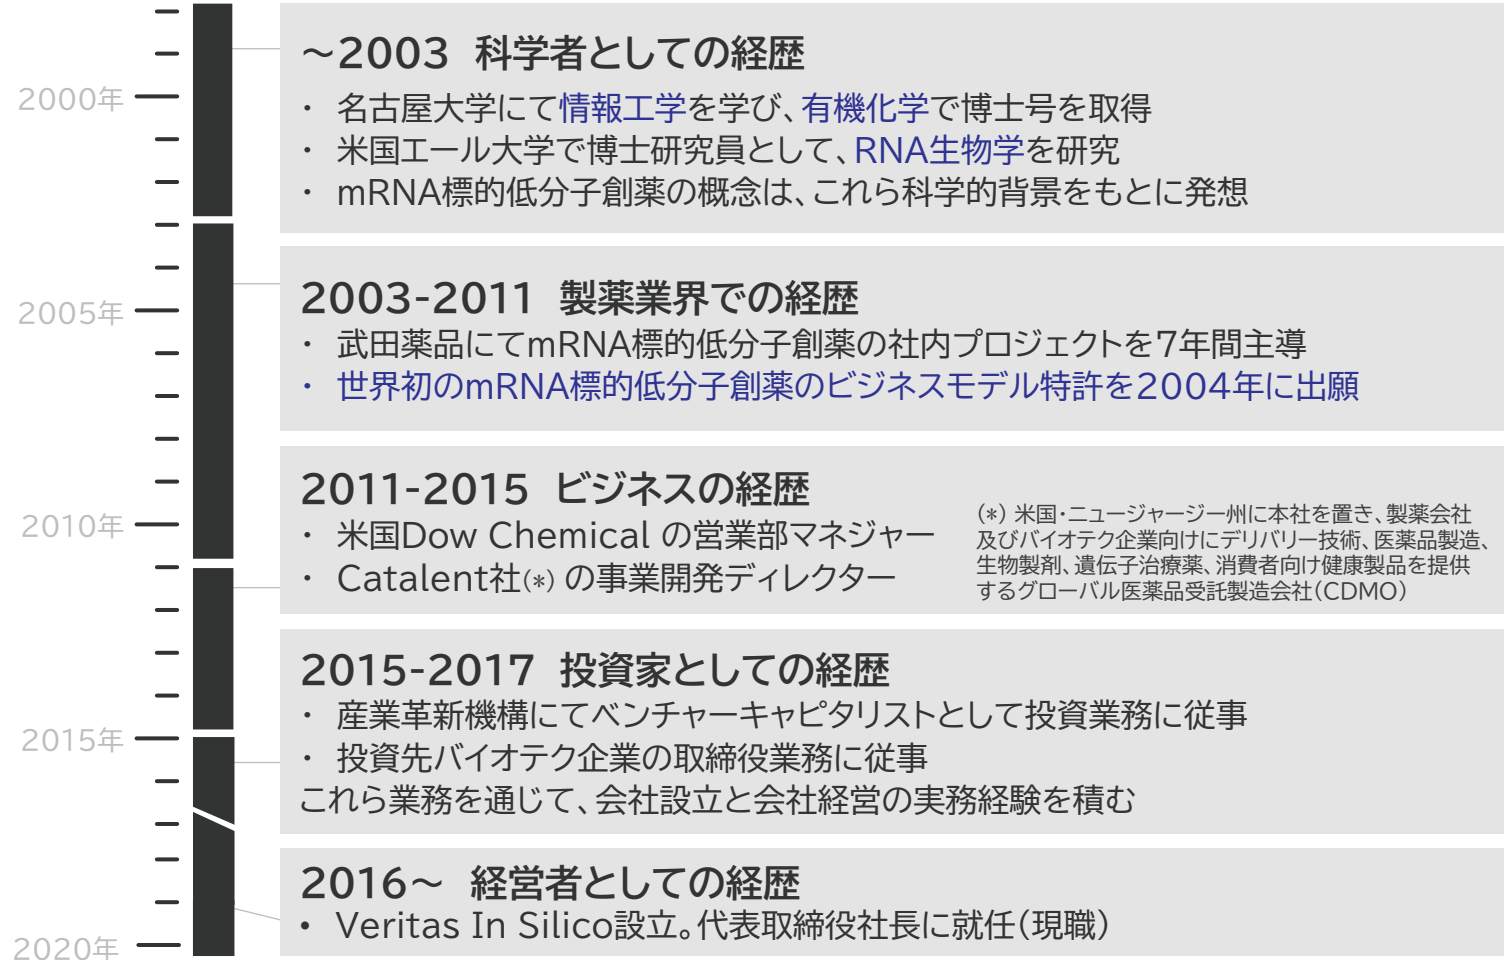 2000年
2005年
2010年
2015年
2020年
～2003 科学者としての経歴
・ 名古屋大学にて情報工学を学び、有機化学で博士号を取得
・ 米国エール大学で博士研究員として、RNA生物学を研究
・ mRNA標的低分子創薬の概念は、これら科学的背景をもとに発想
2003-2011 製薬業界での経歴
・ 武田薬品にてmRNA標的低分子創薬の社内プロジェクトを7年間主導
・ 世界初のmRNA標的低分子創薬のビジネスモデル特許を2004年に出願
2011-2015 ビジネスの経歴
・ 米国Dow Chemical の営業部マネジャー
・ Catalent社(*) の事業開発ディレクター
(*) 米国・ニュージャージー州に本社を置き、製薬会社
及びバイオテク企業向けにデリバリー技術、医薬品製造、
生物製剤、遺伝子治療薬、消費者向け健康製品を提供
するグローバル医薬品受託製造会社(CDMO)
2015-2017 投資家としての経歴
・ 産業革新機構にてベンチャーキャピタリストとして投資業務に従事
・ 投資先バイオテク企業の取締役業務に従事
これら業務を通じて、会社設立と会社経営の実務経験を積む
2016～ 経営者としての経歴
• Veritas In Silico設立。代表取締役社長に就任(現職)